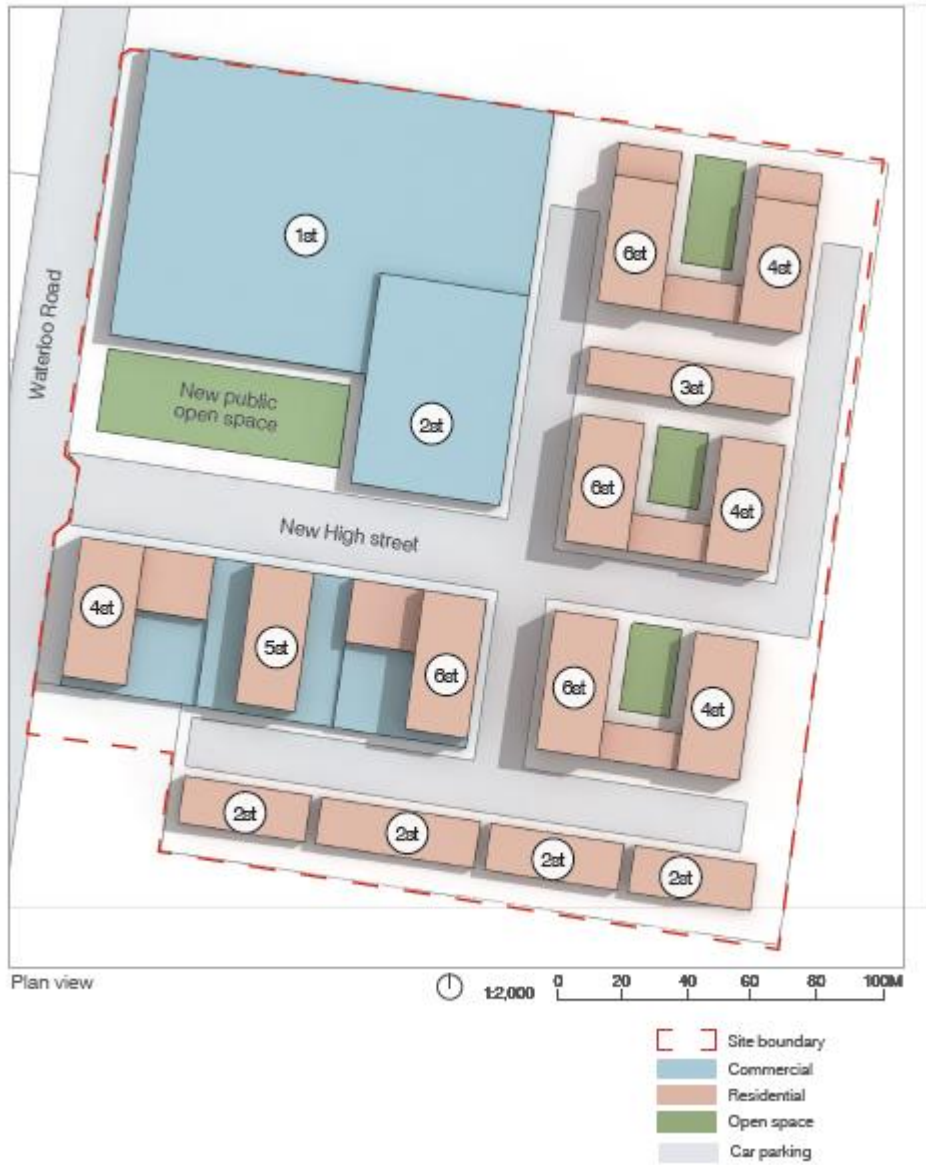 1st
6st
4st
Waterloo Road
3st
New public
open space
2st
6st
4st
New High street
4st
5st
6st
6st
4st
2st
2st
2st
2st
Plan view
1:2,000
0 20 40 60 80 100M
Site boundary
Commercial
Residential
Open space
Car parking